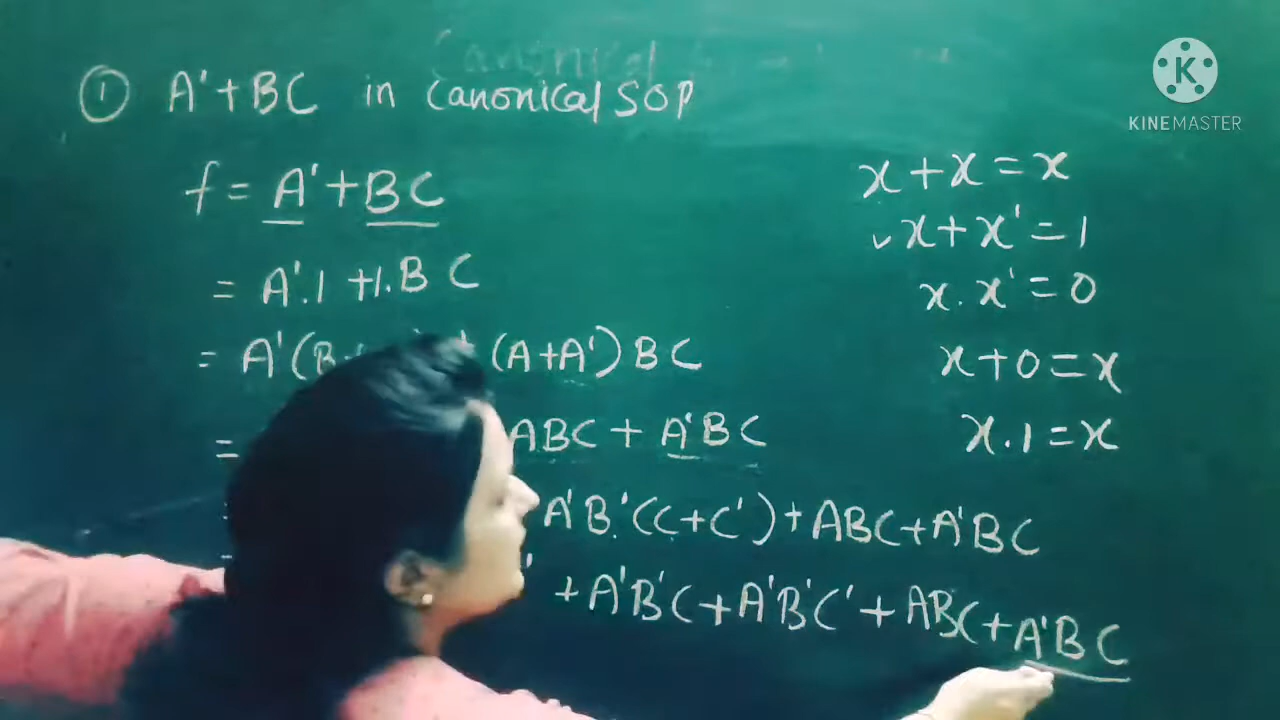 ① A'+BC in Canonical SOP
f = A'+BC
= A'.1 +1.BC
= A'(B+ (A+A')BC
= ABC + A'BC
A'B'(C+C')+ABC+A'BC
+A'B'C+A'B'C'+ABC+A'BC
x+x=x
✓x+x'=1
x.x'=0
x+0=x
x.1=x
K
KINEMASTER